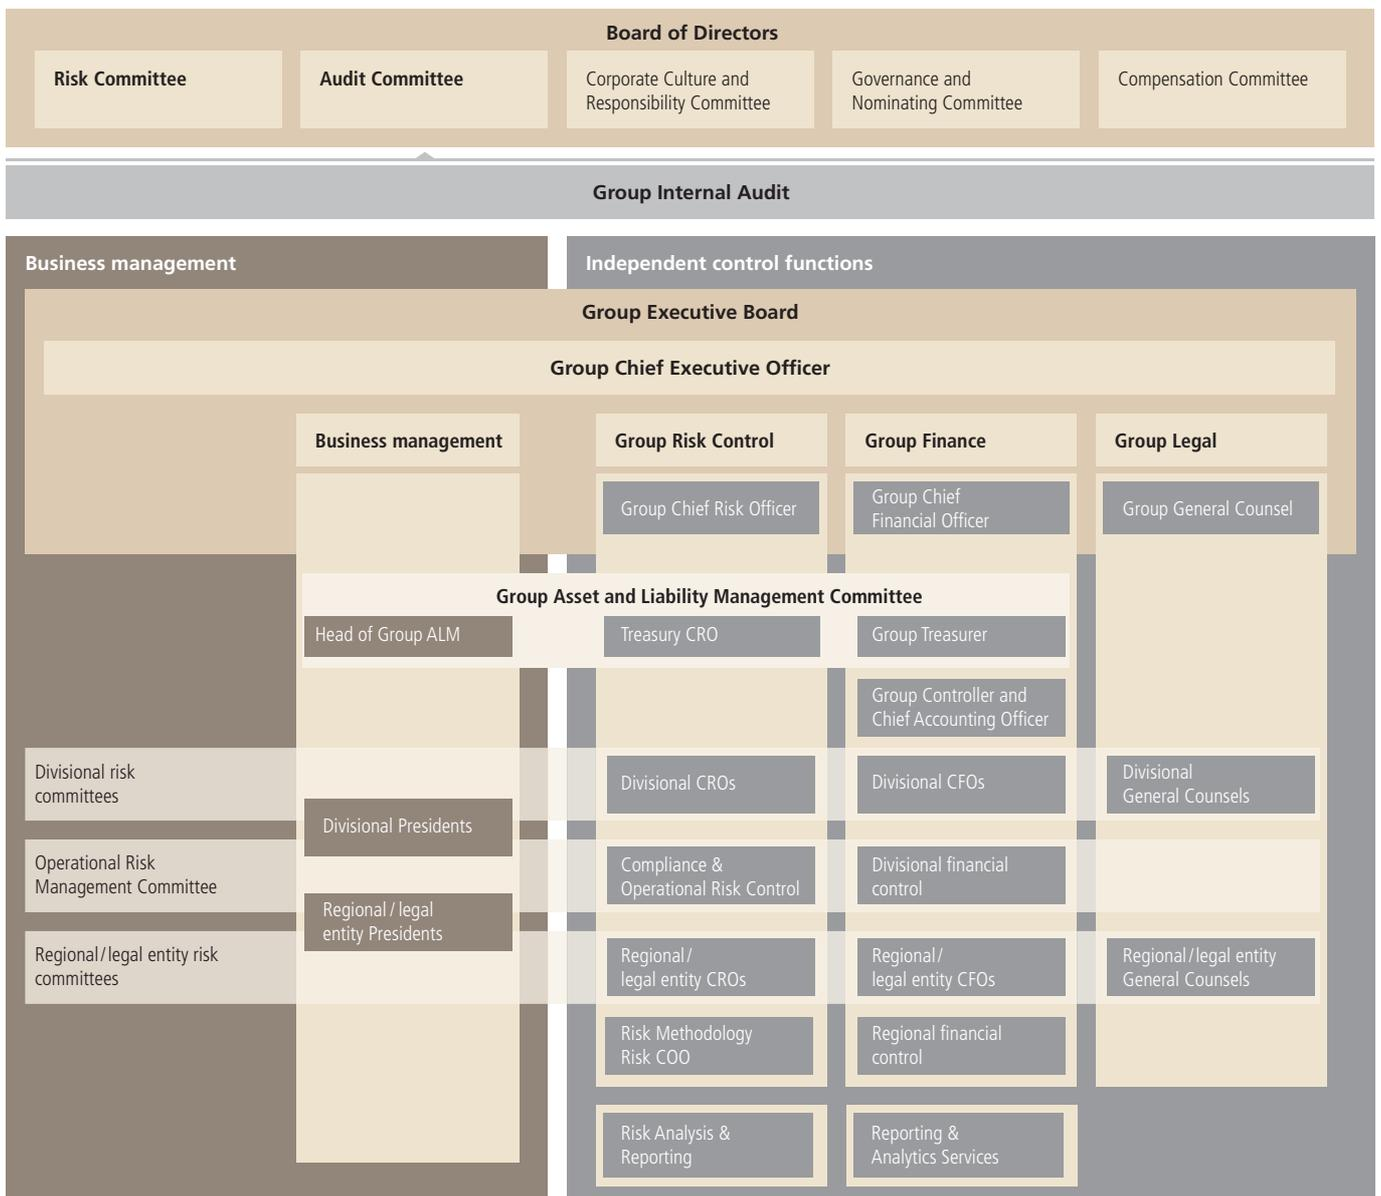 Board of Directors
Risk Committee
Audit Committee
Corporate Culture and
Responsibility Committee
Governance and
Nominating Committee
Compensation Committee
Group Internal Audit
Business management
Independent control functions
Group Executive Board
Group Chief Executive Officer
Business management
Group Risk Control
Group Finance
Group Legal
Group Chief Risk Officer
Group Chief
Financial Officer
Group General Counsel
Group Asset and Liability Management Committee
Head of Group ALM
Treasury CRO
Group Treasurer
Group Controller and
Chief Accounting Officer
Divisional risk
committees
Divisional CROs
Divisional CFOs
Divisional
General Counsels
Divisional Presidents
Operational Risk
Management Committee
Compliance &
Operational Risk Control
Divisional financial
control
Regional / legal
entity Presidents
Regional / legal entity risk
committees
Regional /
legal entity CROs
Regional /
legal entity CFOs
Regional / legal entity
General Counsels
Risk Methodology
Risk COO
Regional financial
control
Risk Analysis &
Reporting
Reporting &
Analytics Services